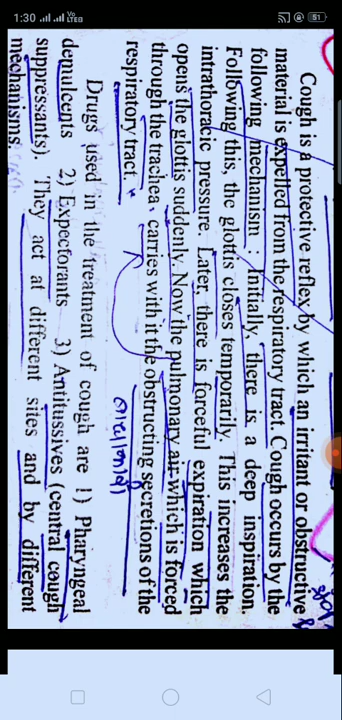 1:30
51
Cough is a protective reflex by which an irritant or obstructive
material is expelled from the respiratory tract. Cough occurs by the
following mechanism : Initially, there is a deep inspiration.
Following this, the glottis closes temporarily. This increases the
intrathoracic pressure. Later, there is forceful expiration which
opens the glottis suddenly. Now the pulmonary air which is forced
through the trachea, carries with it the obstructing secretions of the
respiratory tract.
Drugs used in the treatment of cough are 1) Pharyngeal
demulcents 2) Expectorants 3) Antitussives (central cough
suppressants). They act at different sites and by different
mechanisms.